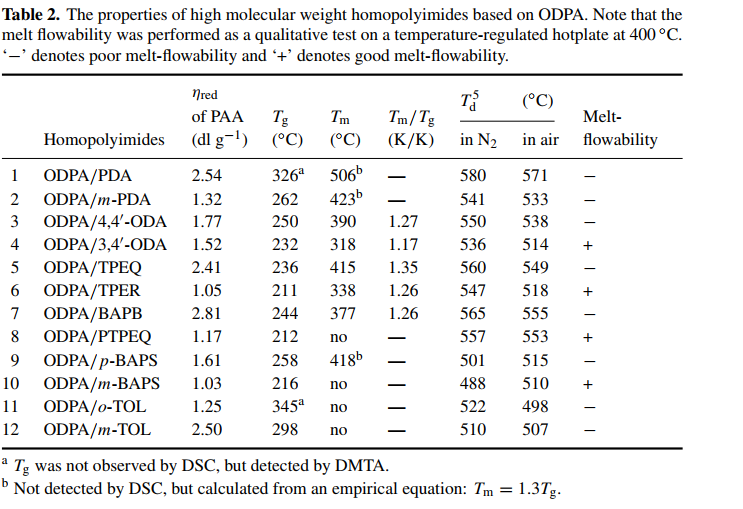 Table 2. The properties of high molecular weight homopolyimides based on ODPA. Note that the
melt flowability was performed as a qualitative test on a temperature-regulated hotplate at 400 °C.
‘−’ denotes poor melt-flowability and ‘+’ denotes good melt-flowability.
ηred T5d (°C)
of PAA Tg Tm Tm/Tg Melt-
Homopolyimides (dl g−1) (°C) (°C) (K/K) in N2 in air flowability
1 ODPA/PDA 2.54 326a 506b — 580 571 −
2 ODPA/m-PDA 1.32 262 423b — 541 533 −
3 ODPA/4,4′-ODA 1.77 250 390 1.27 550 538 −
4 ODPA/3,4′-ODA 1.52 232 318 1.17 536 514 +
5 ODPA/TPEQ 2.41 236 415 1.35 560 549 −
6 ODPA/TPER 1.05 211 338 1.26 547 518 +
7 ODPA/BAPB 2.81 244 377 1.26 565 555 −
8 ODPA/PTPEQ 1.17 212 no — 557 553 +
9 ODPA/p-BAPS 1.61 258 418b — 501 515 −
10 ODPA/m-BAPS 1.03 216 no — 488 510 +
11 ODPA/o-TOL 1.25 345a no — 522 498 −
12 ODPA/m-TOL 2.50 298 no — 510 507 −
a Tg was not observed by DSC, but detected by DMTA.
b Not detected by DSC, but calculated from an empirical equation: Tm = 1.3Tg.